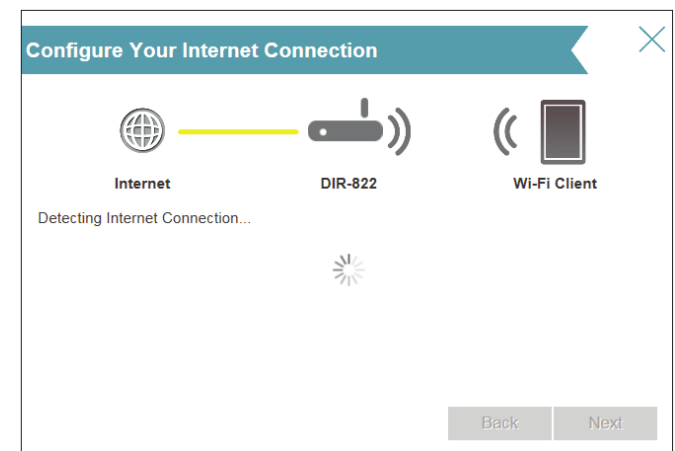 Configure Your Internet Connection
Internet DIR-822 Wi-Fi Client
Detecting Internet Connection...
Back Next